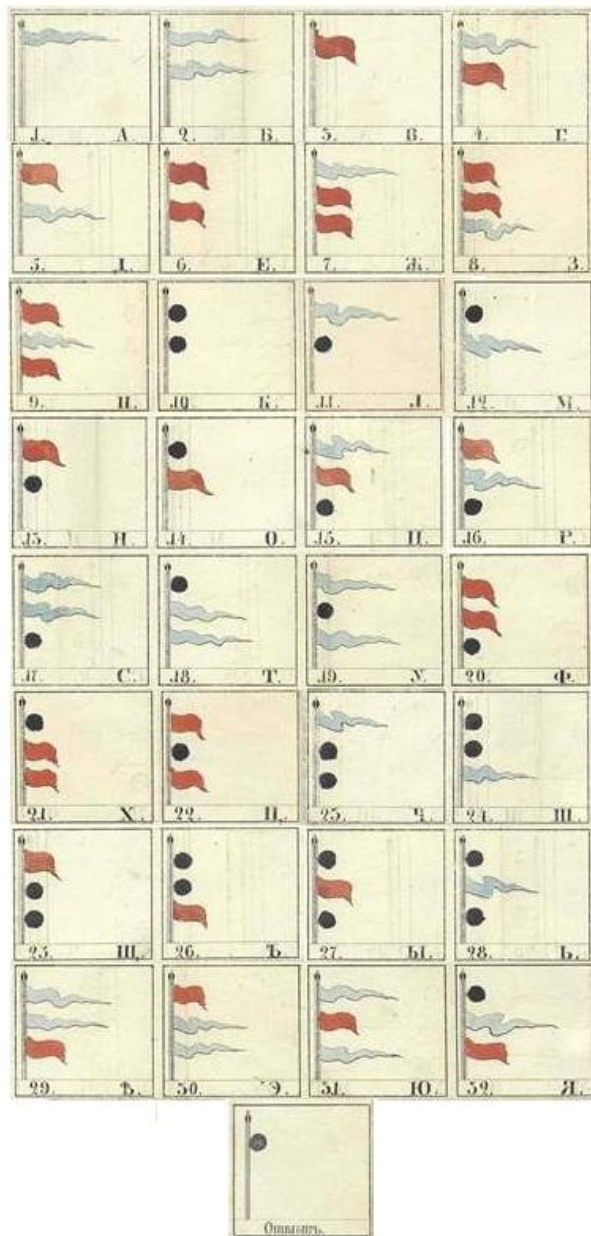 1. А. 2. Б. 3. В. 4. Г.
5. Д. 6. Е. 7. Ж. 8. З.
9. И. 10. К. 11. Л. 12. М.
13. Н. 14. О. 15. П. 16. Р.
17. С. 18. Т. 19. У. 20. Ф.
21. Х. 22. Ц. 23. Ч. 24. Ш.
25. Щ. 26. Ъ. 27. Ы. 28. Ь.
29. Ѣ. 30. Э. 31. Ю. 32. Я.
Отвѣтъ.